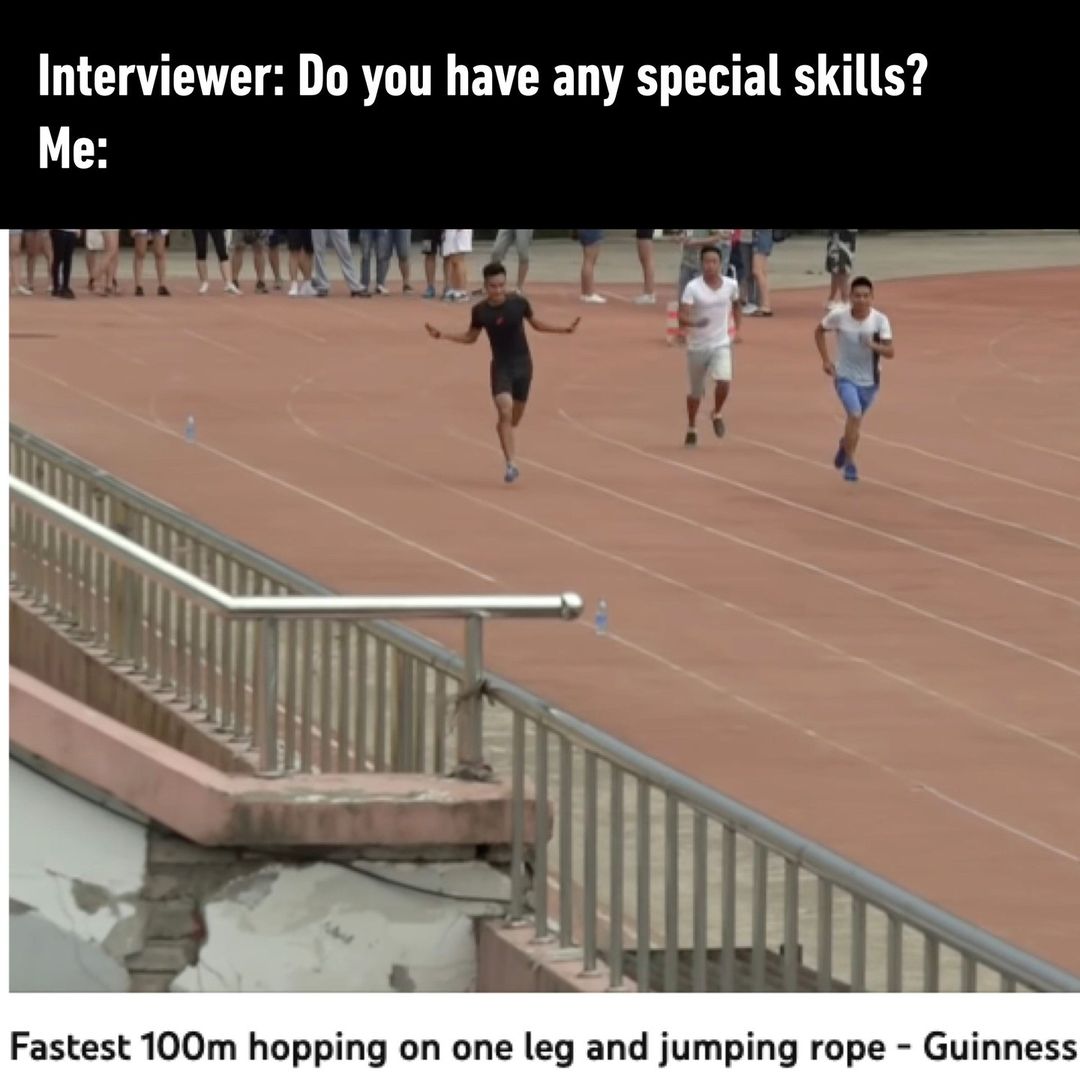 Interviewer: Do you have any special skills?
Me:
Fastest 100m hopping on one leg and jumping rope - Guinness